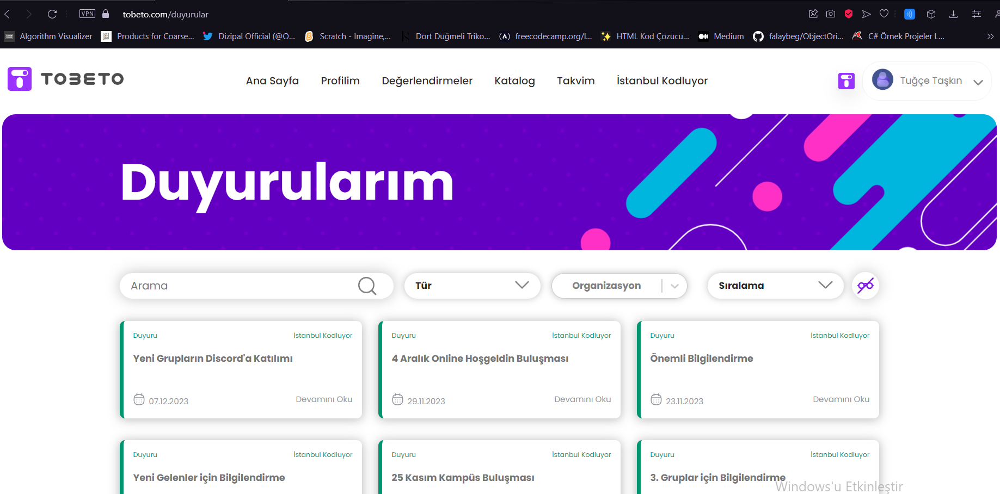 VPN tobeto.com/duyurular
Algorithm Visualizer Products for Coarse... Dizipal Official (@O... Scratch - Imagine,... Dört Düğmeli Triko... freecodecamp.org/l... HTML Kod Çözücü... Medium falaybeg/ObjectOri... C# Örnek Projeler L...
TOBETO Ana Sayfa Profilim Değerlendirmeler Katalog Takvim İstanbul Kodluyor Tuğçe Taşkın
Duyurularım
Arama Tür Organizasyon Sıralama
Duyuru İstanbul Kodluyor
Yeni Grupların Discord'a Katılımı
07.12.2023 Devamını Oku
Duyuru İstanbul Kodluyor
4 Aralık Online Hoşgeldin Buluşması
29.11.2023 Devamını Oku
Duyuru İstanbul Kodluyor
Önemli Bilgilendirme
23.11.2023 Devamını Oku
Duyuru İstanbul Kodluyor
Yeni Gelenler için Bilgilendirme
Duyuru İstanbul Kodluyor
25 Kasım Kampüs Buluşması
Duyuru İstanbul Kodluyor
3. Gruplar için Bilgilendirme
Windows'u Etkinleştir